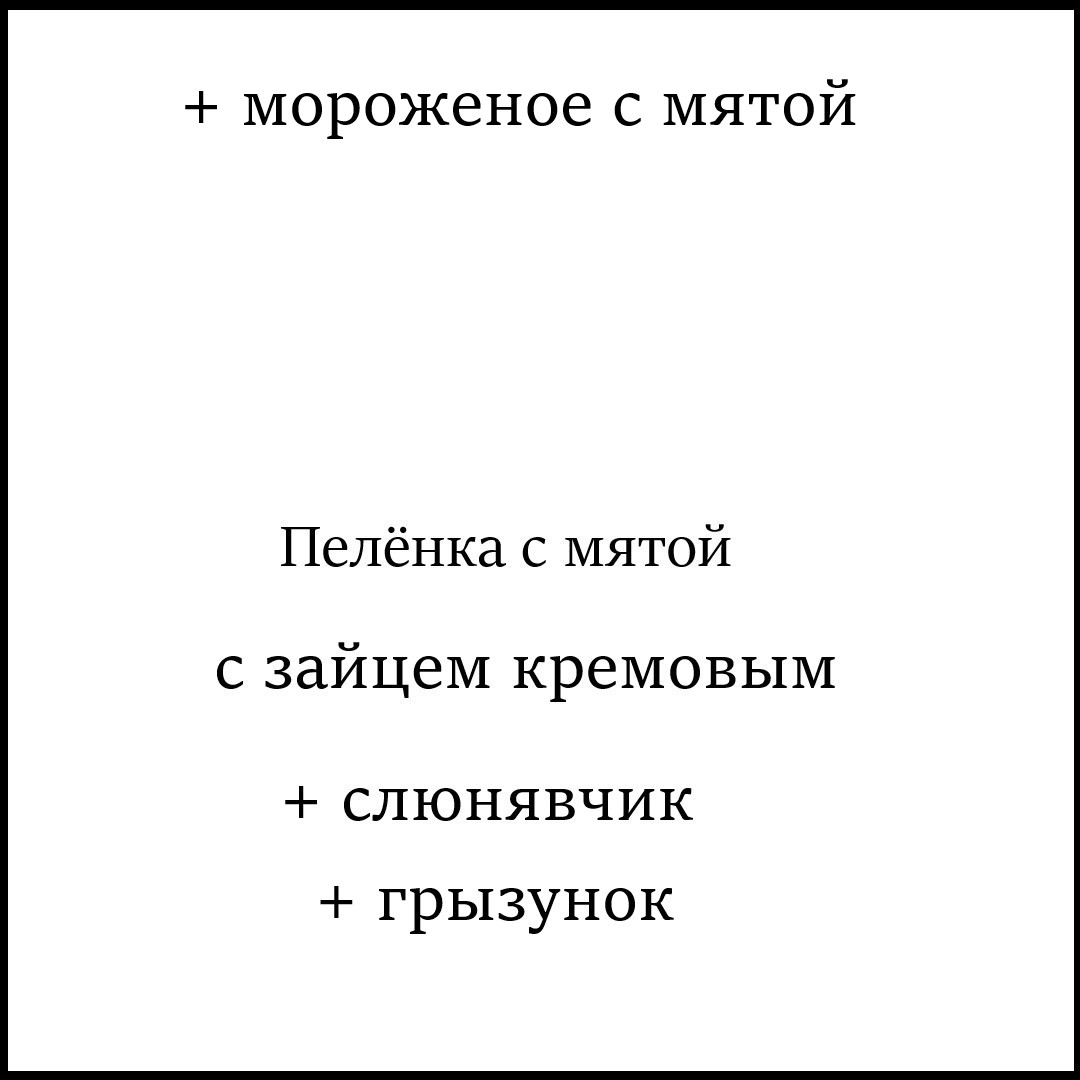 + мороженое с мятой
Пелёнка с мятой
с зайцем кремовым
+ слюнявчик
+ грызунок